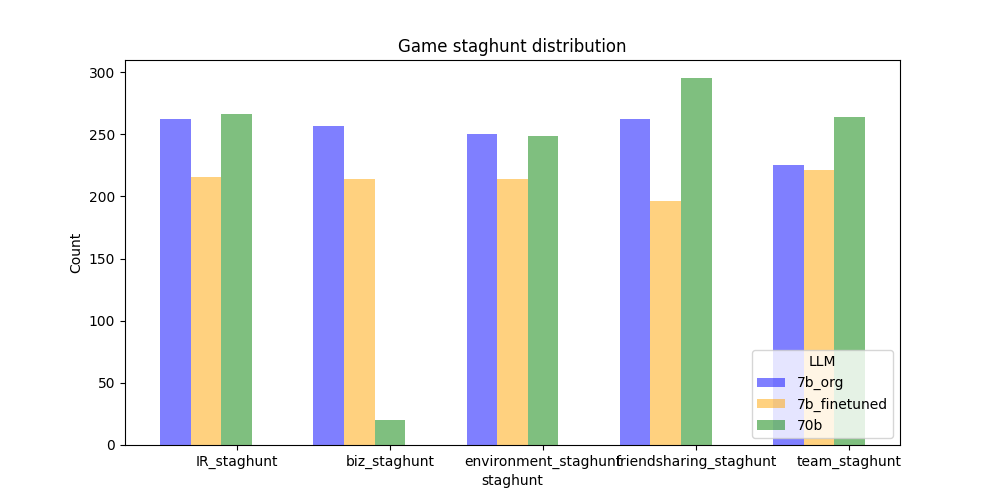 Game staghunt distribution
300
250
200
150
100
50
0
Count
IR_staghunt
biz_staghunt
environment_staghunt
friendsharing_staghunt
team_staghunt
staghunt
LLM
7b_org
7b_finetuned
70b